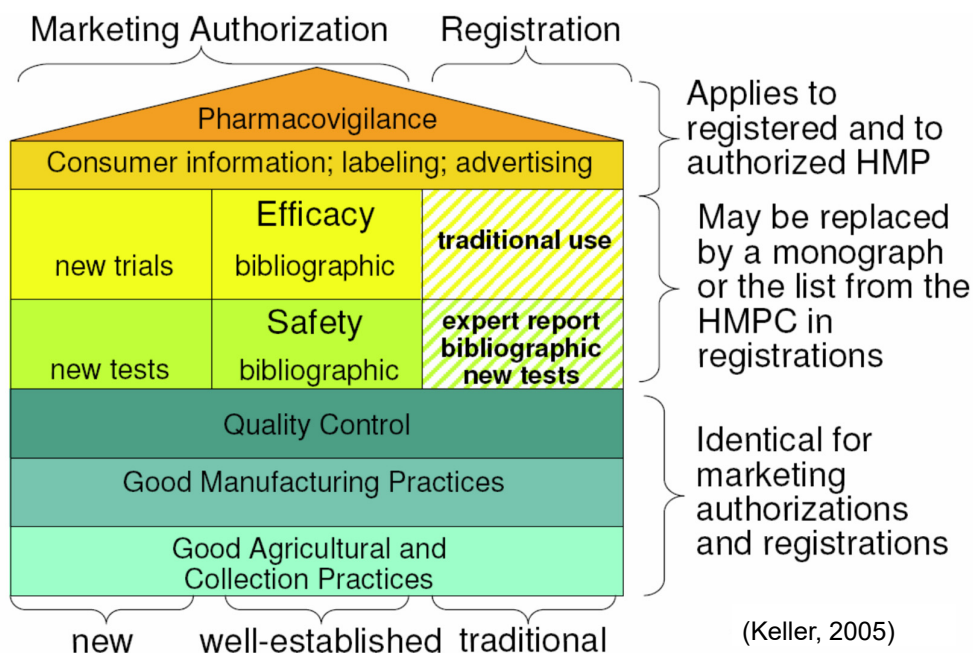 Marketing Authorization
Registration
Pharmacovigilance
Consumer information; labeling; advertising
Applies to
registered and to
authorized HMP
Efficacy
new trials
bibliographic
traditional use
Safety
new tests
bibliographic
expert report
bibliographic
new tests
May be replaced
by a monograph
or the list from the
HMPC in
registrations
Quality Control
Good Manufacturing Practices
Good Agricultural and
Collection Practices
Identical for
marketing
authorizations
and registrations
new
well-established
traditional
(Keller, 2005)